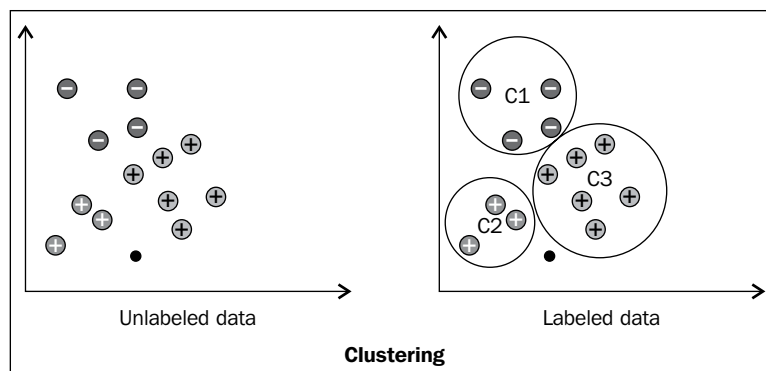 C1
C3
C2
Unlabeled data
Labeled data
Clustering